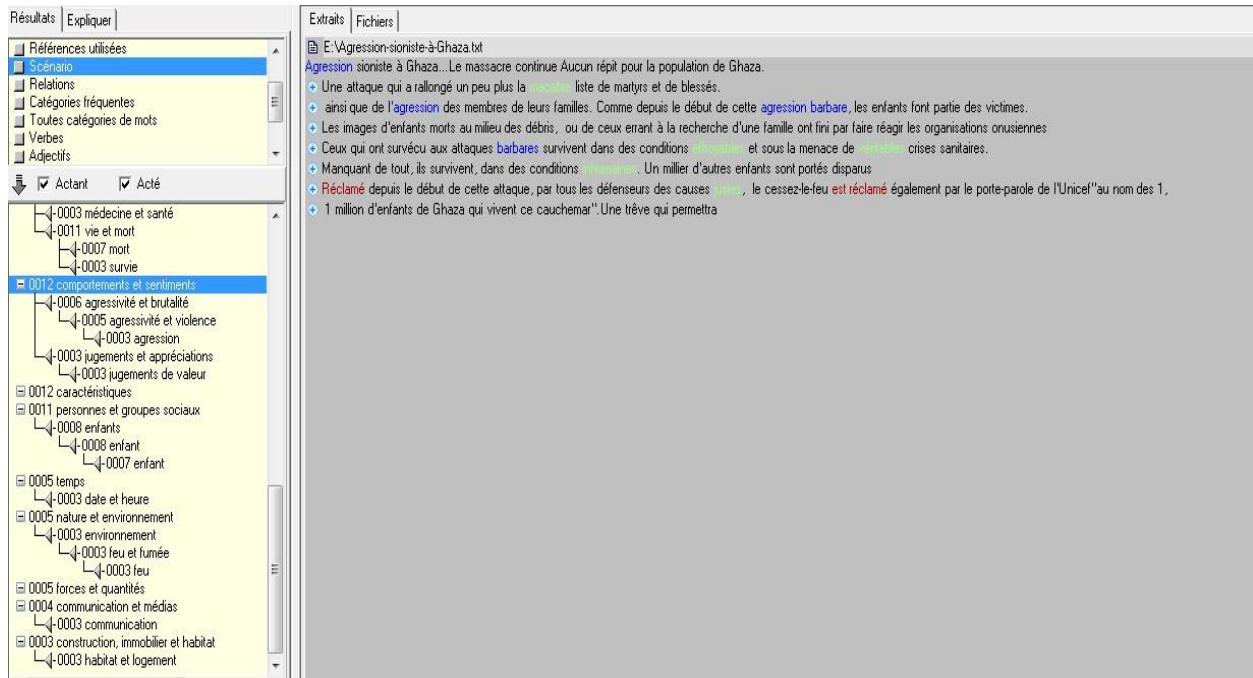 Résultats
Expliquer
Références utilisées
Scénario
Relations
Catégories fréquentes
Toutes catégories de mots
Verbes
Adjectifs
Actant Acté
0003 médecine et santé
0011 vie et mort
0007 mort
0003 survie
0012 comportements et sentiments
0006 agressivité et brutalité
0005 agressivité et violence
0003 agression
0003 jugements et appréciations
0003 jugements de valeur
0012 caractéristiques
0011 personnes et groupes sociaux
0008 enfants
0008 enfant
0007 enfant
0005 temps
0003 date et heure
0005 nature et environnement
0003 environnement
0003 feu et fumée
0003 feu
0005 forces et quantités
0004 communication et médias
0003 communication
0003 construction, immobilier et habitat
0003 habitat et logement
Extraits
Fichiers
E:\Agression-sioniste-à-Ghaza.txt
Agression sioniste à Ghaza...Le massacre continue Aucun répit pour la population de Ghaza.
Une attaque qui a rallongé un peu plus la macabre liste de martyrs et de blessés.
ainsi que de l'agression des membres de leurs familles. Comme depuis le début de cette agression barbare, les enfants font partie des victimes.
Les images d'enfants morts au milieu des débris, ou de ceux errant à la recherche d'une famille ont fini par faire réagir les organisations onusiennes
Ceux qui ont survécu aux attaques barbares survivent dans des conditions effroyables et sous la menace de véritables crises sanitaires.
Manquant de tout, ils survivent, dans des conditions inhumaines. Un millier d'autres enfants sont portés disparus
Réclamé depuis le début de cette attaque, par tous les défenseurs des causes justes, le cessez-le-feu est réclamé également par le porte-parole de l'Unicef"au nom des 1,
1 million d'enfants de Ghaza qui vivent ce cauchemar".Une trêve qui permettra